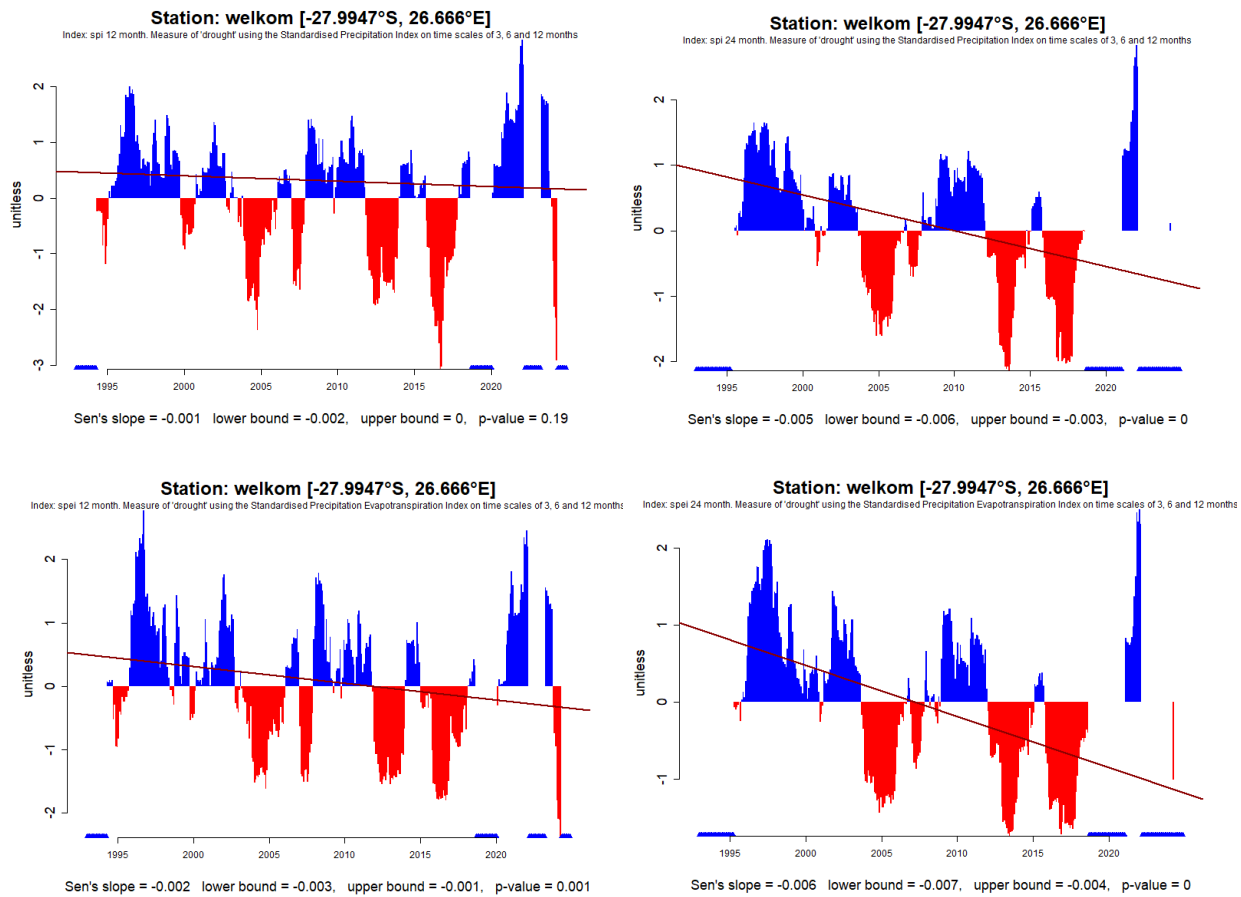 Station: welkom [-27.9947°S, 26.666°E]
Index: spi 12 month. Measure of 'drought' using the Standardised Precipitation Index on time scales of 3, 6 and 12 months
unitless
2
1
0
-1
-2
-3
1995 2000 2005 2010 2015 2020
Sen's slope = -0.001 lower bound = -0.002, upper bound = 0, p-value = 0.19
Station: welkom [-27.9947°S, 26.666°E]
Index: spi 24 month. Measure of 'drought' using the Standardised Precipitation Index on time scales of 3, 6 and 12 months
unitless
2
1
0
-1
-2
1995 2000 2005 2010 2015 2020
Sen's slope = -0.005 lower bound = -0.006, upper bound = -0.003, p-value = 0
Station: welkom [-27.9947°S, 26.666°E]
Index: spei 12 month. Measure of 'drought' using the Standardised Precipitation Evapotranspiration Index on time scales of 3, 6 and 12 months
unitless
2
1
0
-1
-2
1995 2000 2005 2010 2015 2020
Sen's slope = -0.002 lower bound = -0.003, upper bound = -0.001, p-value = 0.001
Station: welkom [-27.9947°S, 26.666°E]
Index: spei 24 month. Measure of 'drought' using the Standardised Precipitation Evapotranspiration Index on time scales of 3, 6 and 12 months
unitless
2
1
0
-1
1995 2000 2005 2010 2015 2020
Sen's slope = -0.006 lower bound = -0.007, upper bound = -0.004, p-value = 0